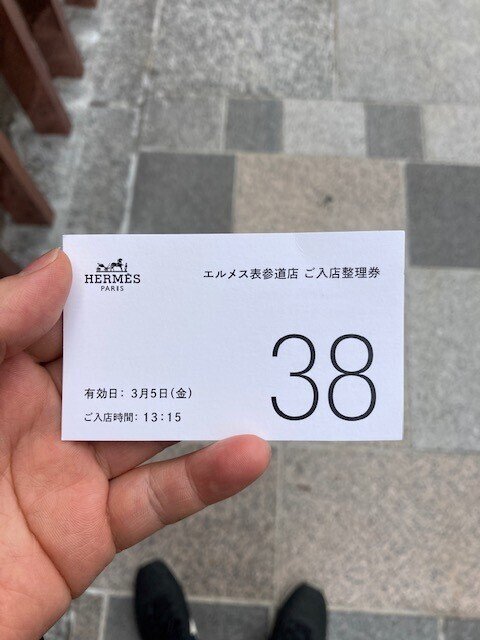 HERMÈS
PARIS
エルメス表参道店 ご入店整理券
38
有効日: 3月5日(金)
ご入店時間: 13:15